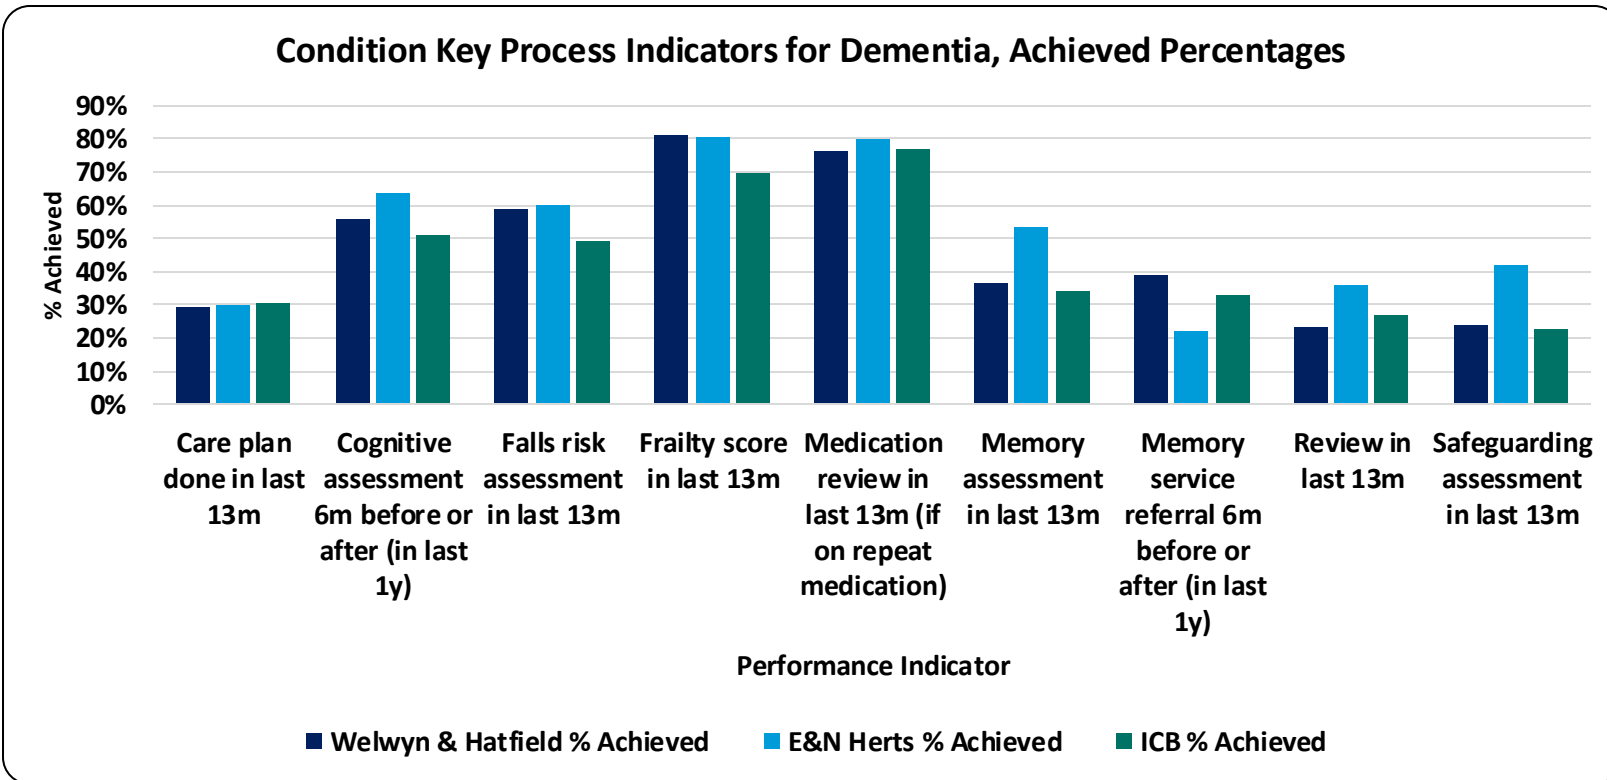 Condition Key Process Indicators for Dementia, Achieved Percentages
% Achieved
90%
80%
70%
60%
50%
40%
30%
20%
10%
0%
Care plan
done in last
13m
Cognitive
assessment
6m before or
after (in last
1y)
Falls risk
assessment
in last 13m
Frailty score
in last 13m
Medication
review in
last 13m (if
on repeat
medication)
Memory
assessment
in last 13m
Memory
service
referral 6m
before or
after (in last
1y)
Review in
last 13m
Safeguarding
assessment
in last 13m
Performance Indicator
Welwyn & Hatfield % Achieved
E&N Herts % Achieved
ICB % Achieved